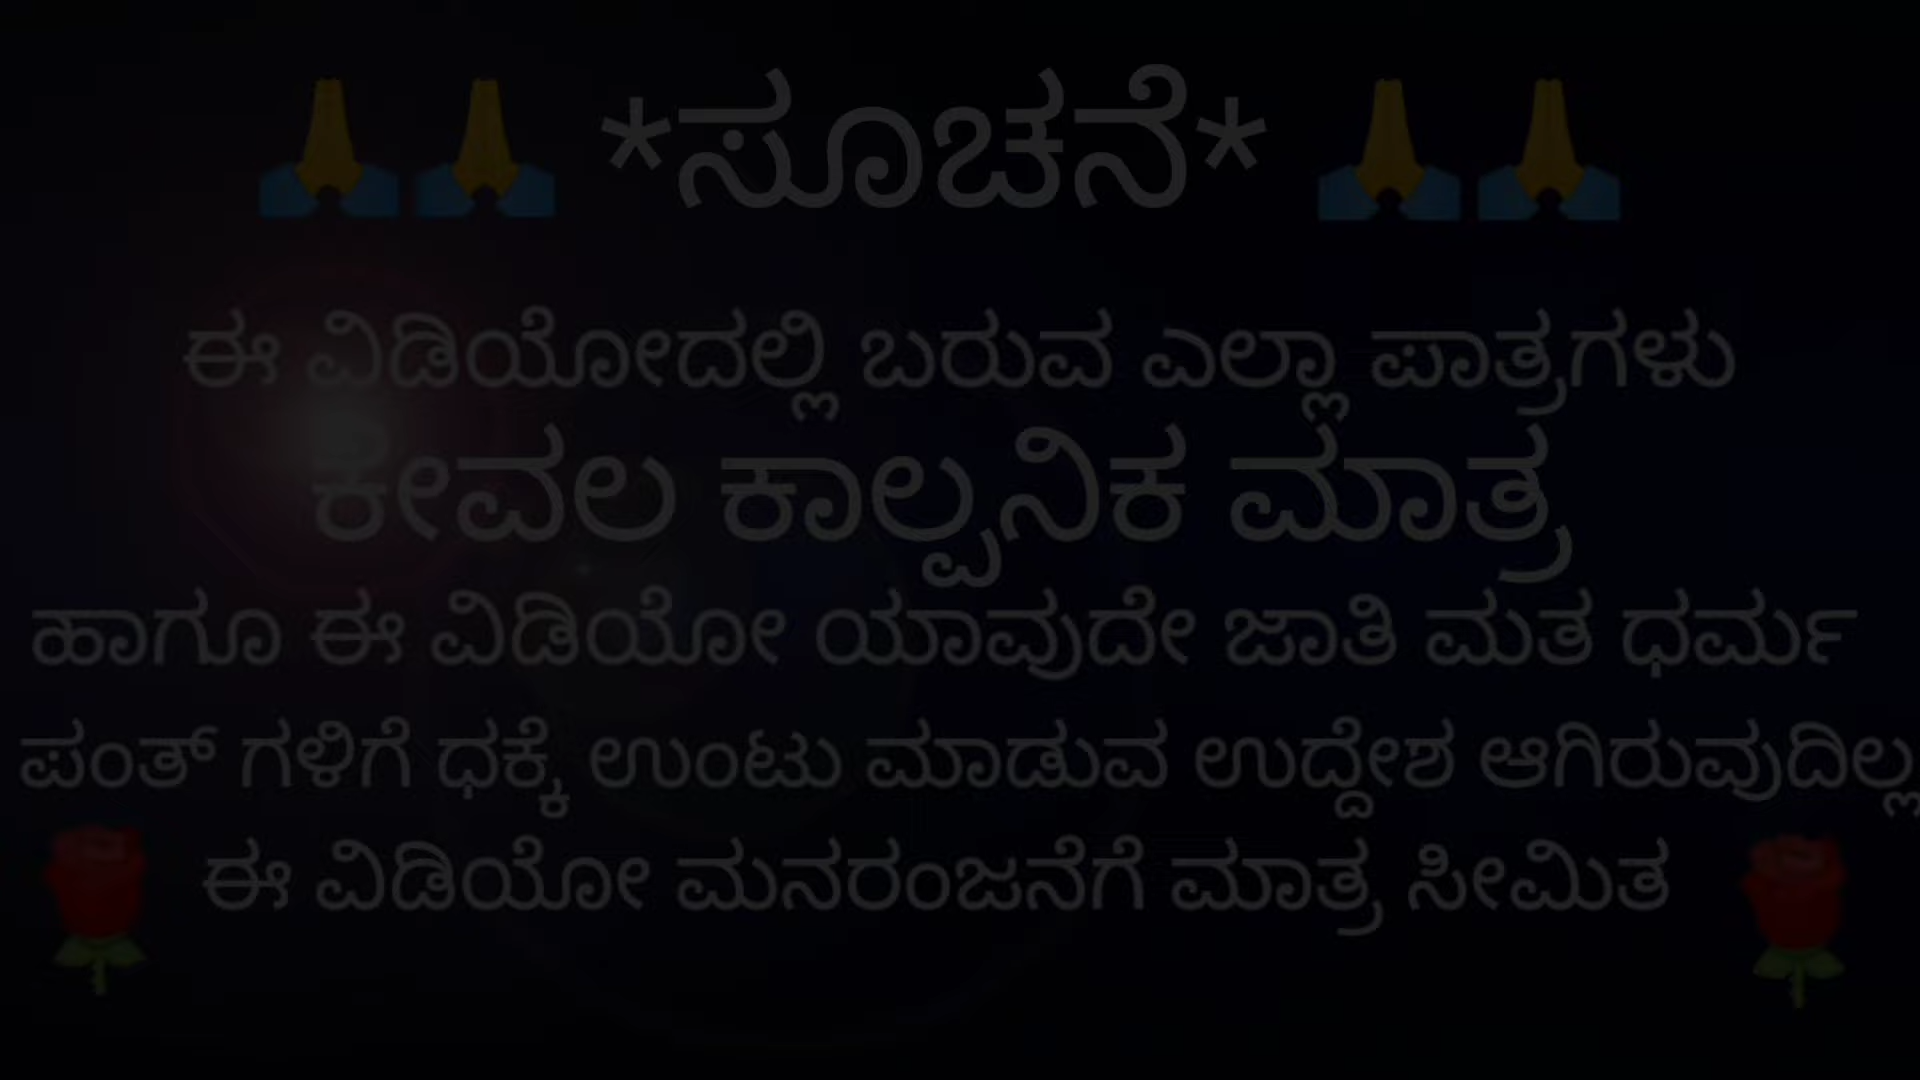 🙏🙏 *ಸೂಚನೆ* 🙏🙏
ಈ ವಿಡಿಯೋದಲ್ಲಿ ಬರುವ ಎಲ್ಲಾ ಪಾತ್ರಗಳು
ಕೇವಲ ಕಾಲ್ಪನಿಕ ಮಾತ್ರ
ಹಾಗೂ ಈ ವಿಡಿಯೋ ಯಾವುದೇ ಜಾತಿ ಮತ ಧರ್ಮ
ಪಂತ್ ಗಳಿಗೆ ಧಕ್ಕೆ ಉಂಟು ಮಾಡುವ ಉದ್ದೇಶ ಆಗಿರುವುದಿಲ್ಲ
🌹 ಈ ವಿಡಿಯೋ ಮನರಂಜನೆಗೆ ಮಾತ್ರ ಸೀಮಿತ 🌹